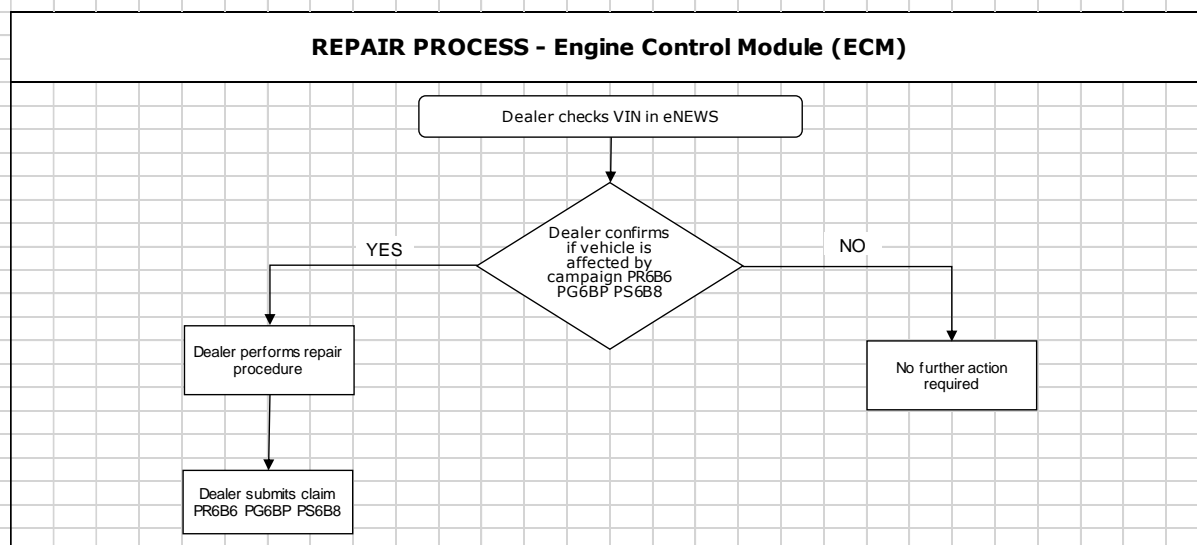 REPAIR PROCESS - Engine Control Module (ECM)
Dealer checks VIN in eNEWS
Dealer confirms
if vehicle is
affected by
campaign PR6B6
PG6BP PS6B8
YES
NO
Dealer performs repair
procedure
No further action
required
Dealer submits claim
PR6B6 PG6BP PS6B8